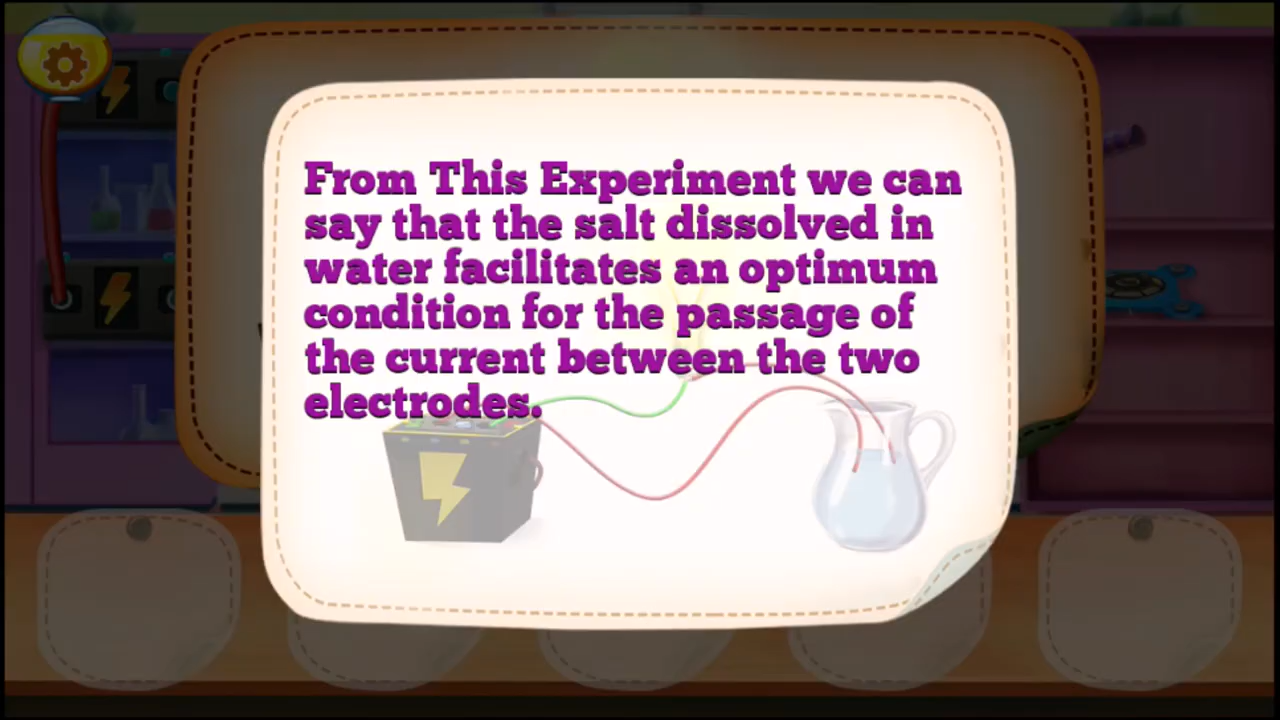 From This Experiment we can
say that the salt dissolved in
water facilitates an optimum
condition for the passage of
the current between the two
electrodes.